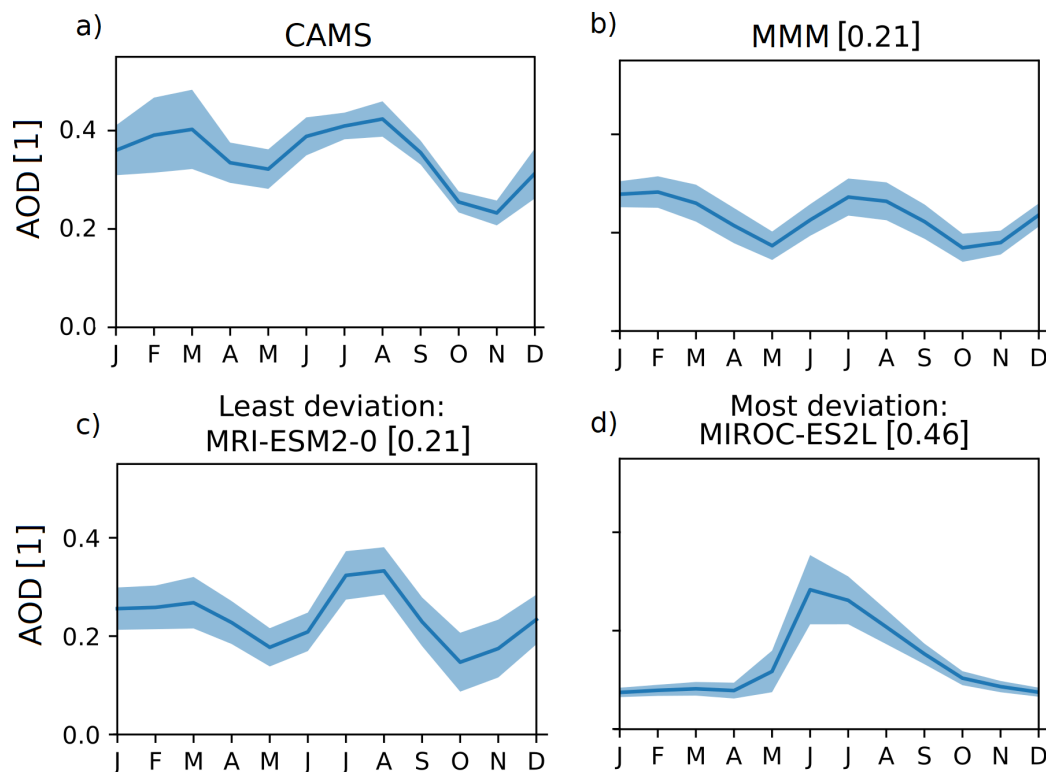 a)
CAMS
AOD [1]
0.4
0.2
0.0
J F M A M J J A S O N D
b)
MMM [0.21]
J F M A M J J A S O N D
c)
Least deviation:
MRI-ESM2-0 [0.21]
AOD [1]
0.4
0.2
0.0
J F M A M J J A S O N D
d)
Most deviation:
MIROC-ES2L [0.46]
J F M A M J J A S O N D